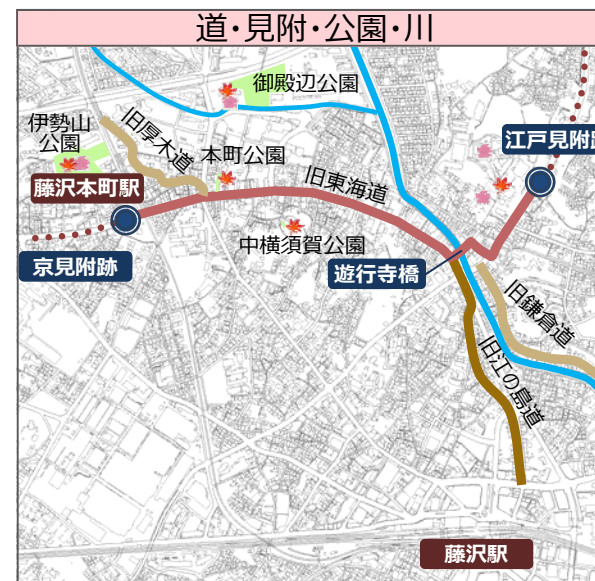 道・見附・公園・川
御殿辺公園
伊勢山
公園
旧厚木道
本町公園
江戸見附跡
藤沢本町駅
旧東海道
中横須賀公園
京見附跡
遊行寺橋
旧鎌倉道
旧江の島道
藤沢駅